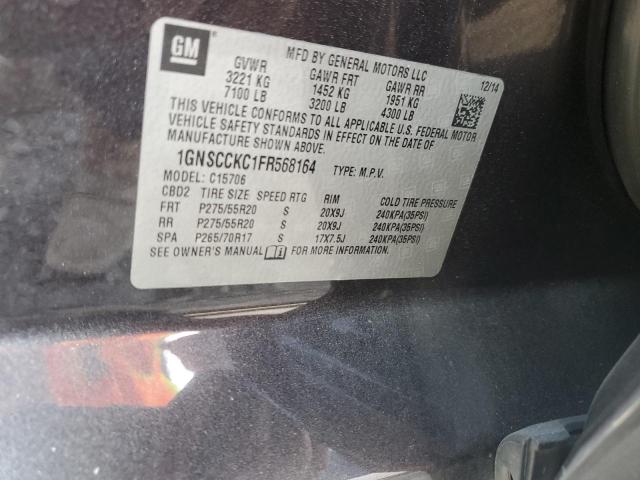 GM
MFD BY GENERAL MOTORS LLC
GVWR GAWR FRT GAWR RR 12/14
3221 KG 1452 KG 1951 KG
7100 LB 3200 LB 4300 LB
THIS VEHICLE CONFORMS TO ALL APPLICABLE U.S. FEDERAL MOTOR
VEHICLE SAFETY STANDARDS IN EFFECT ON THE DATE OF
MANUFACTURE SHOWN ABOVE.
1GNSCCKC1FR568164 TYPE: M.P.V.
MODEL: C15706
CBD2 TIRE SIZE SPEED RTG RIM COLD TIRE PRESSURE
FRT P275/55R20 S 20X9J 240KPA(35PSI)
RR P275/55R20 S 20X9J 240KPA(35PSI)
SPA P265/70R17 S 17X7.5J 240KPA(35PSI)
SEE OWNER'S MANUAL FOR MORE INFORMATION.